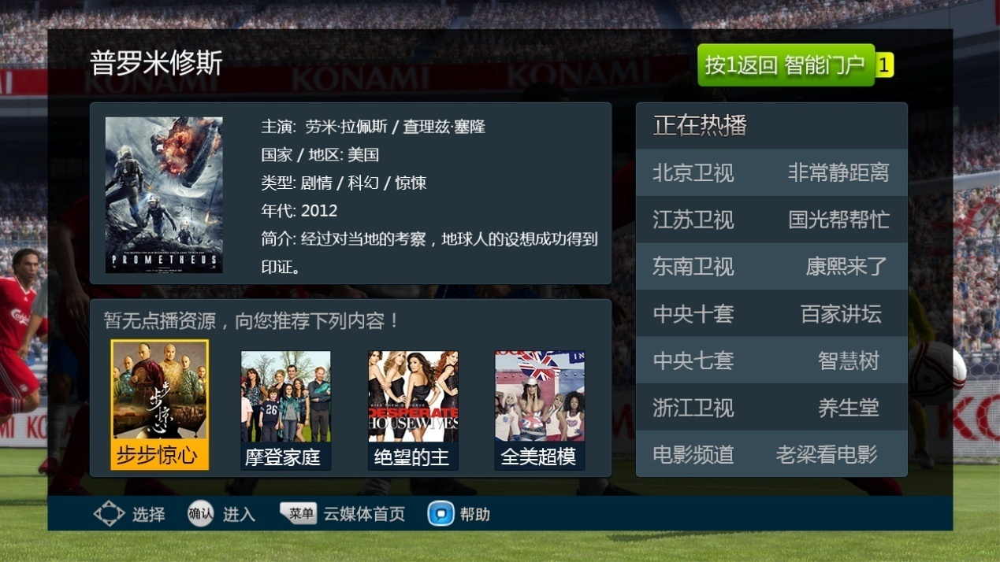 普罗米修斯
按1返回 智能门户 1
KONAMI KONAMI
主演: 劳米·拉佩斯 / 查理兹·塞隆
国家 / 地区: 美国
类型: 剧情 / 科幻 / 惊悚
年代: 2012
简介: 经过对当地的考察，地球人的设想成功得到
印证。
PROMETHEUS
正在热播
北京卫视 非常静距离
江苏卫视 国光帮帮忙
东南卫视 康熙来了
中央十套 百家讲坛
中央七套 智慧树
浙江卫视 养生堂
电影频道 老梁看电影
暂无点播资源，向您推荐下列内容！
步步惊心
26
DESPERATE
HOUSEWIVES
步步惊心 摩登家庭 绝望的主 全美超模
选择 确认 进入 菜单 云媒体首页 帮助